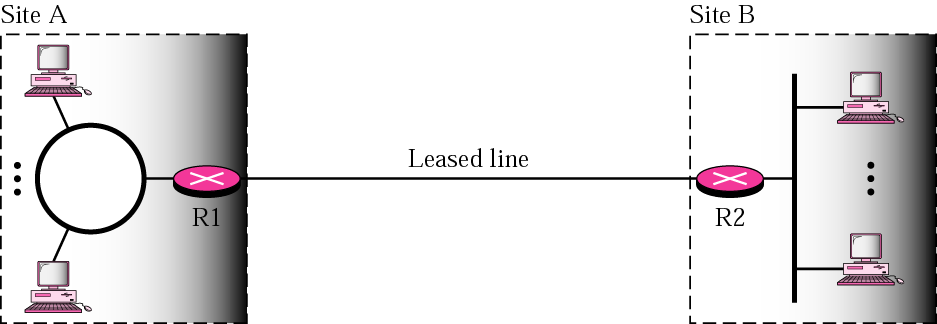 Site A
Site B
Leased line
R1
R2